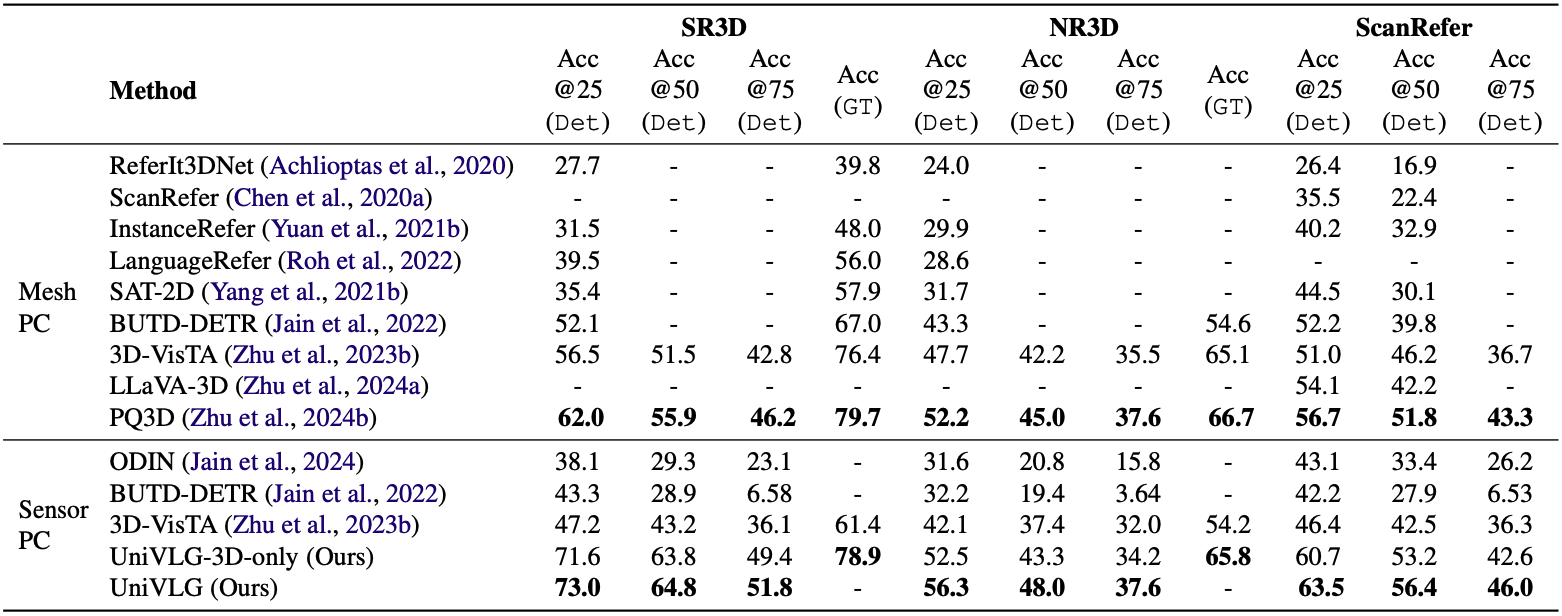 SR3D NR3D ScanRefer
Method Acc @25 (Det) Acc @50 (Det) Acc @75 (Det) Acc (GT) Acc @25 (Det) Acc @50 (Det) Acc @75 (Det) Acc (GT) Acc @25 (Det) Acc @50 (Det) Acc @75 (Det)
Mesh PC
ReferIt3DNet (Achlioptas et al., 2020) 27.7 - - 39.8 24.0 - - 26.4 16.9 -
ScanRefer (Chen et al., 2020a) - - - - - - - 35.5 22.4 -
InstanceRefer (Yuan et al., 2021b) 31.5 - - 48.0 29.9 - - 40.2 32.9 -
LanguageRefer (Roh et al., 2022) 39.5 - - 56.0 28.6 - - - - -
SAT-2D (Yang et al., 2021b) 35.4 - - 57.9 31.7 - - 44.5 30.1 -
BUTD-DETR (Jain et al., 2022) 52.1 - - 67.0 43.3 - - 54.6 52.2 39.8 -
3D-VisTA (Zhu et al., 2023b) 56.5 51.5 42.8 76.4 47.7 42.2 35.5 65.1 51.0 46.2 36.7
LLaVA-3D (Zhu et al., 2024a) - - - - - - - 54.1 42.2 -
PQ3D (Zhu et al., 2024b) 62.0 55.9 46.2 79.7 52.2 45.0 37.6 66.7 56.7 51.8 43.3
Sensor PC
ODIN (Jain et al., 2024) 38.1 29.3 23.1 - 31.6 20.8 15.8 - 43.1 33.4 26.2
BUTD-DETR (Jain et al., 2022) 43.3 28.9 6.58 - 32.2 19.4 3.64 - 42.2 27.9 6.53
3D-VisTA (Zhu et al., 2023b) 47.2 43.2 36.1 61.4 42.1 37.4 32.0 54.2 46.4 42.5 36.3
UniVLG-3D-only (Ours) 71.6 63.8 49.4 78.9 52.5 43.3 34.2 65.8 60.7 53.2 42.6
UniVLG (Ours) 73.0 64.8 51.8 - 56.3 48.0 37.6 - 63.5 56.4 46.0